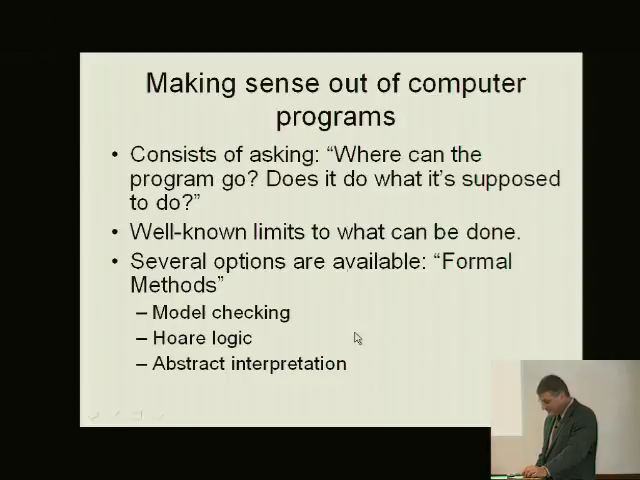 Making sense out of computer
programs
• Consists of asking: “Where can the
program go? Does it do what it’s supposed
to do?”
• Well-known limits to what can be done.
• Several options are available: “Formal
Methods”
– Model checking
– Hoare logic
– Abstract interpretation